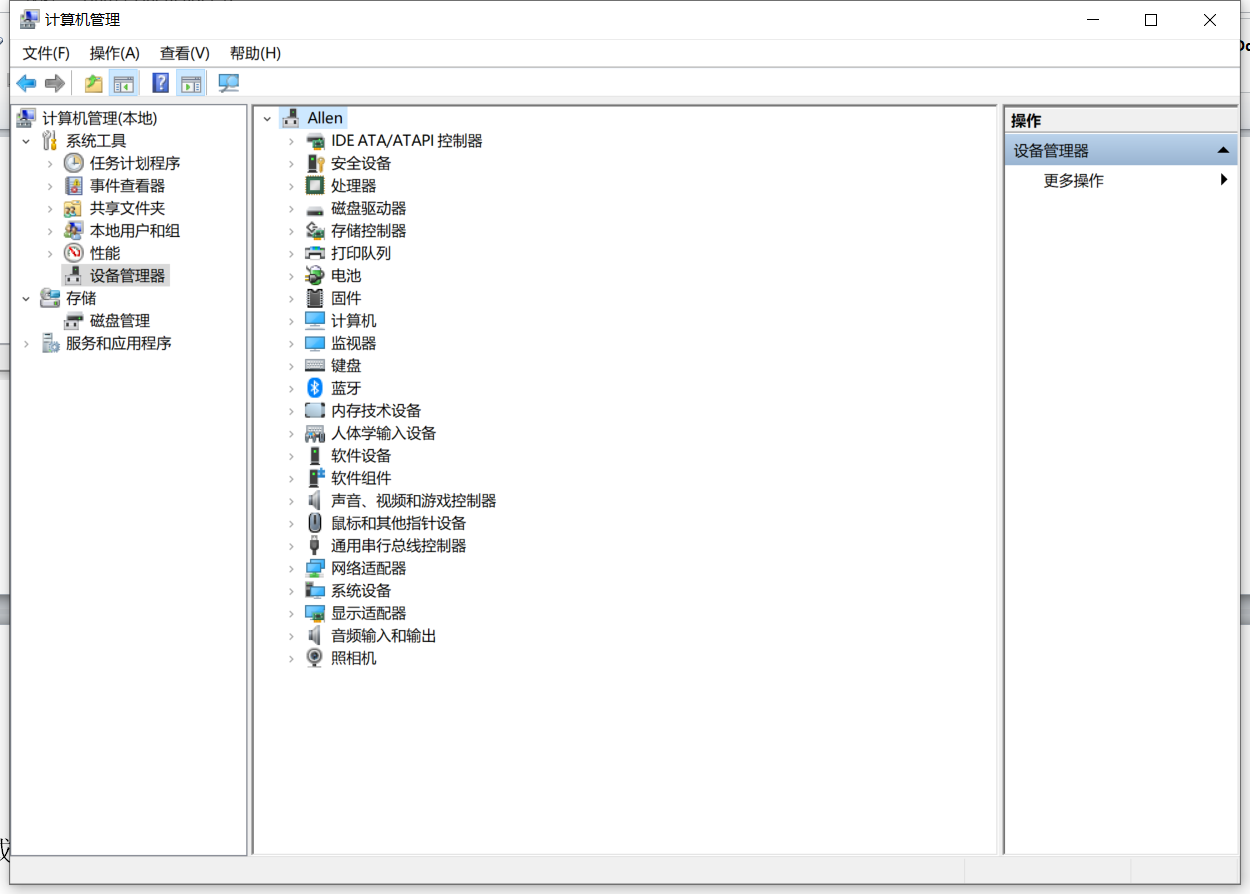 计算机管理
文件(F) 操作(A) 查看(V) 帮助(H)
计算机管理(本地)
系统工具
任务计划程序
事件查看器
共享文件夹
本地用户和组
性能
设备管理器
存储
磁盘管理
服务和应用程序
Allen
IDE ATA/ATAPI 控制器
安全设备
处理器
磁盘驱动器
存储控制器
打印队列
电池
固件
计算机
监视器
键盘
蓝牙
内存技术设备
人体学输入设备
软件设备
软件组件
声音、视频和游戏控制器
鼠标和其他指针设备
通用串行总线控制器
网络适配器
系统设备
显示适配器
音频输入和输出
照相机
操作
设备管理器
更多操作